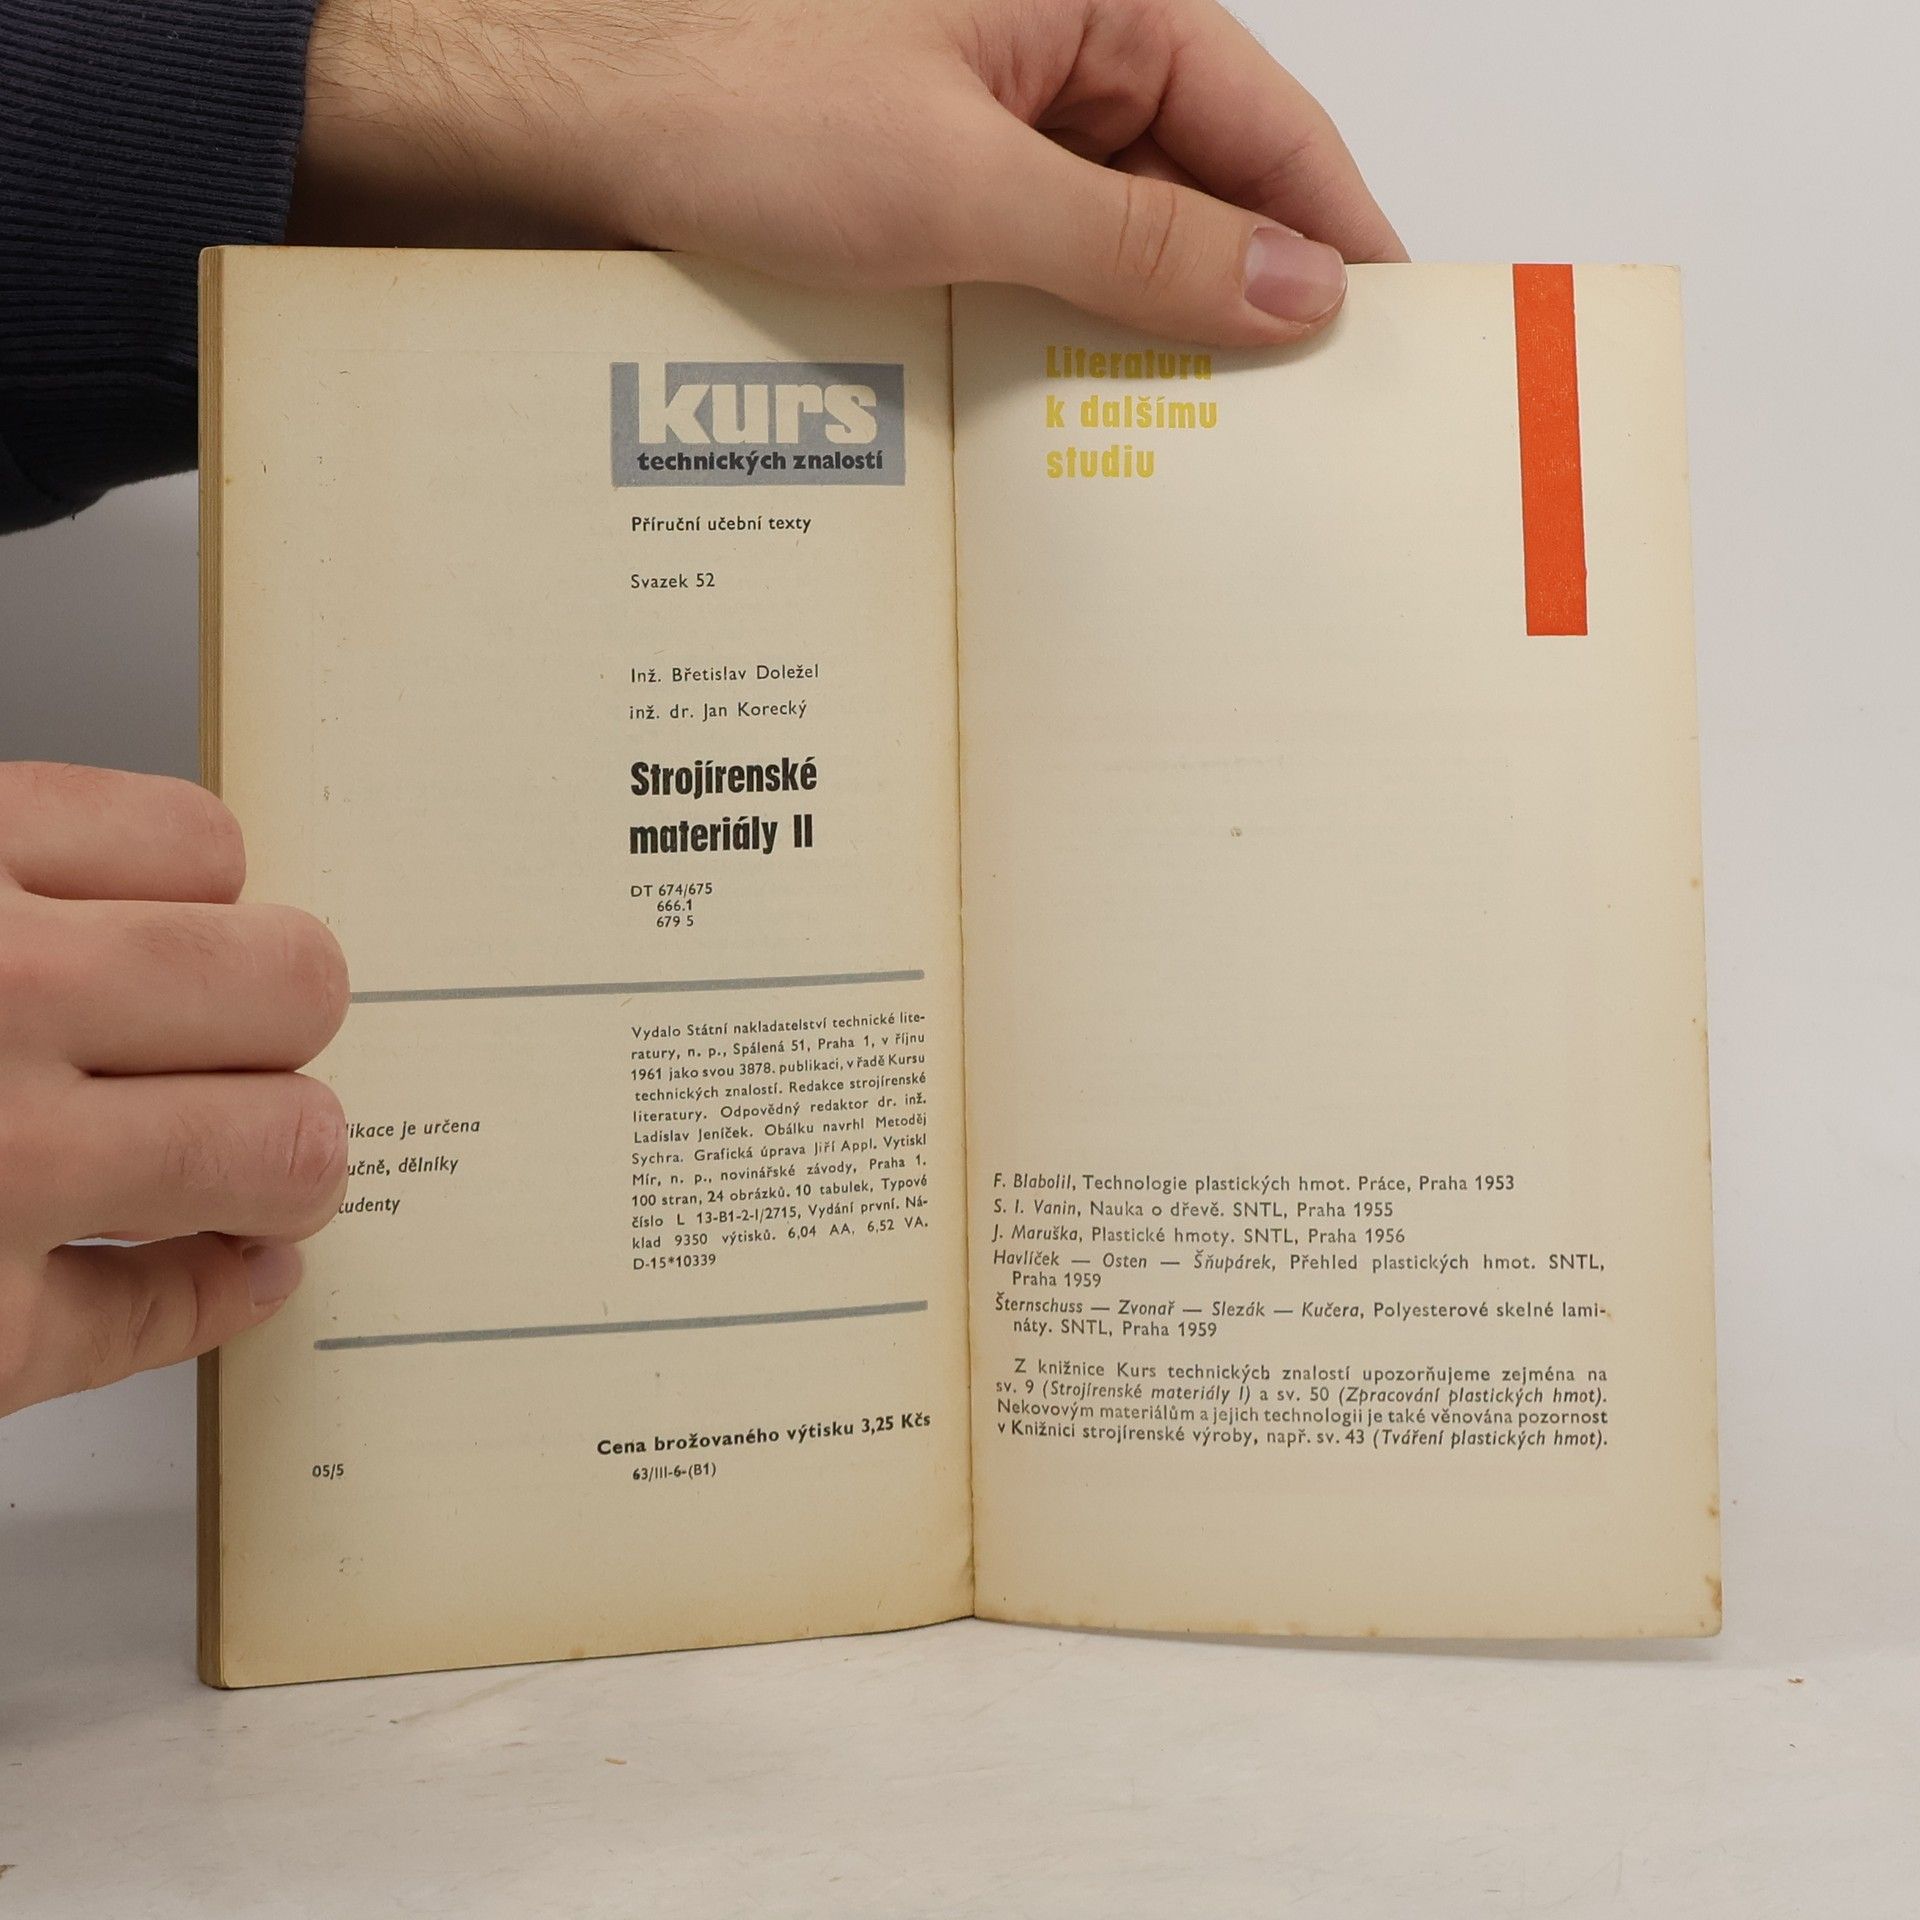 kurs
technických znalostí
Příruční učební texty
Svazek 52
Inž. Břetislav Doležel
inž. dr. Jan Korecký
Strojírenské
materiály II
DT 674/675
666.1
679 5
Vydalo Státní nakladatelství technické lite-
ratury, n. p., Spálená 51, Praha 1, v říjnu
1961 jako svou 3878. publikaci, v řadě Kursu
technických znalostí. Redakce strojírenské
literatury. Odpovědný redaktor dr. inž.
Ladislav Jeníček. Obálku navrhl Metoděj
Sychra. Grafická úprava Jiří Appl. Vytiskl
Mír, n. p., novinářské závody, Praha 1.
100 stran, 24 obrázků. 10 tabulek, Typové
číslo L 13-B1-2-I/2715, Vydání první. Ná-
klad 9350 výtisků. 6,04 AA, 6,52 VA.
D-15*10339
je určena
dělníky
Cena brožovaného výtisku 3,25 Kčs
05/5
63/III-6-(B1)
Literatura
k dalšímu
studiu
F. Blabolil, Technologie plastických hmot. Práce, Praha 1953
S. I. Vanin, Nauka o dřevě. SNTL, Praha 1955
J. Maruška, Plastické hmoty. SNTL, Praha 1956
Havlíček — Osten — Šňupárek, Přehled plastických hmot. SNTL,
Praha 1959
Šternschuss — Zvonař — Slezák — Kučera, Polyesterové skelné lami-
náty. SNTL, Praha 1959
Z knižnice Kurs technických znalostí upozorňujeme zejména na
sv. 9 (Strojírenské materiály I) a sv. 50 (Zpracování plastických hmot).
Nekovovým materiálům a jejich technologii je také věnována pozornost
v Knižnici strojírenské výroby, např. sv. 43 (Tváření plastických hmot).